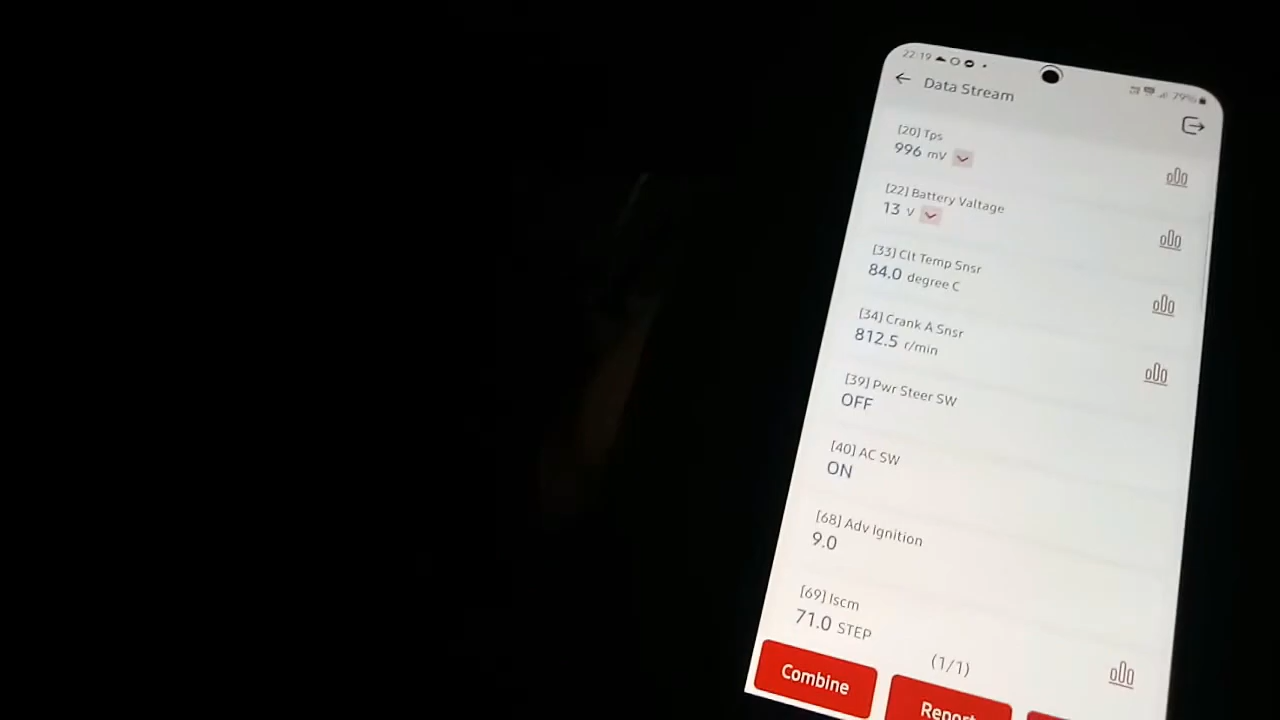 22:19
79%
Data Stream
[20] Tps
996 mV
[22] Battery Valtage
13 V
[33] Clt Temp Snsr
84.0 degree C
[34] Crank A Snsr
812.5 r/min
[39] Pwr Steer SW
OFF
[40] AC SW
ON
[68] Adv Ignition
9.0
[69] Iscm
71.0 STEP
(1/1)
Combine
Report